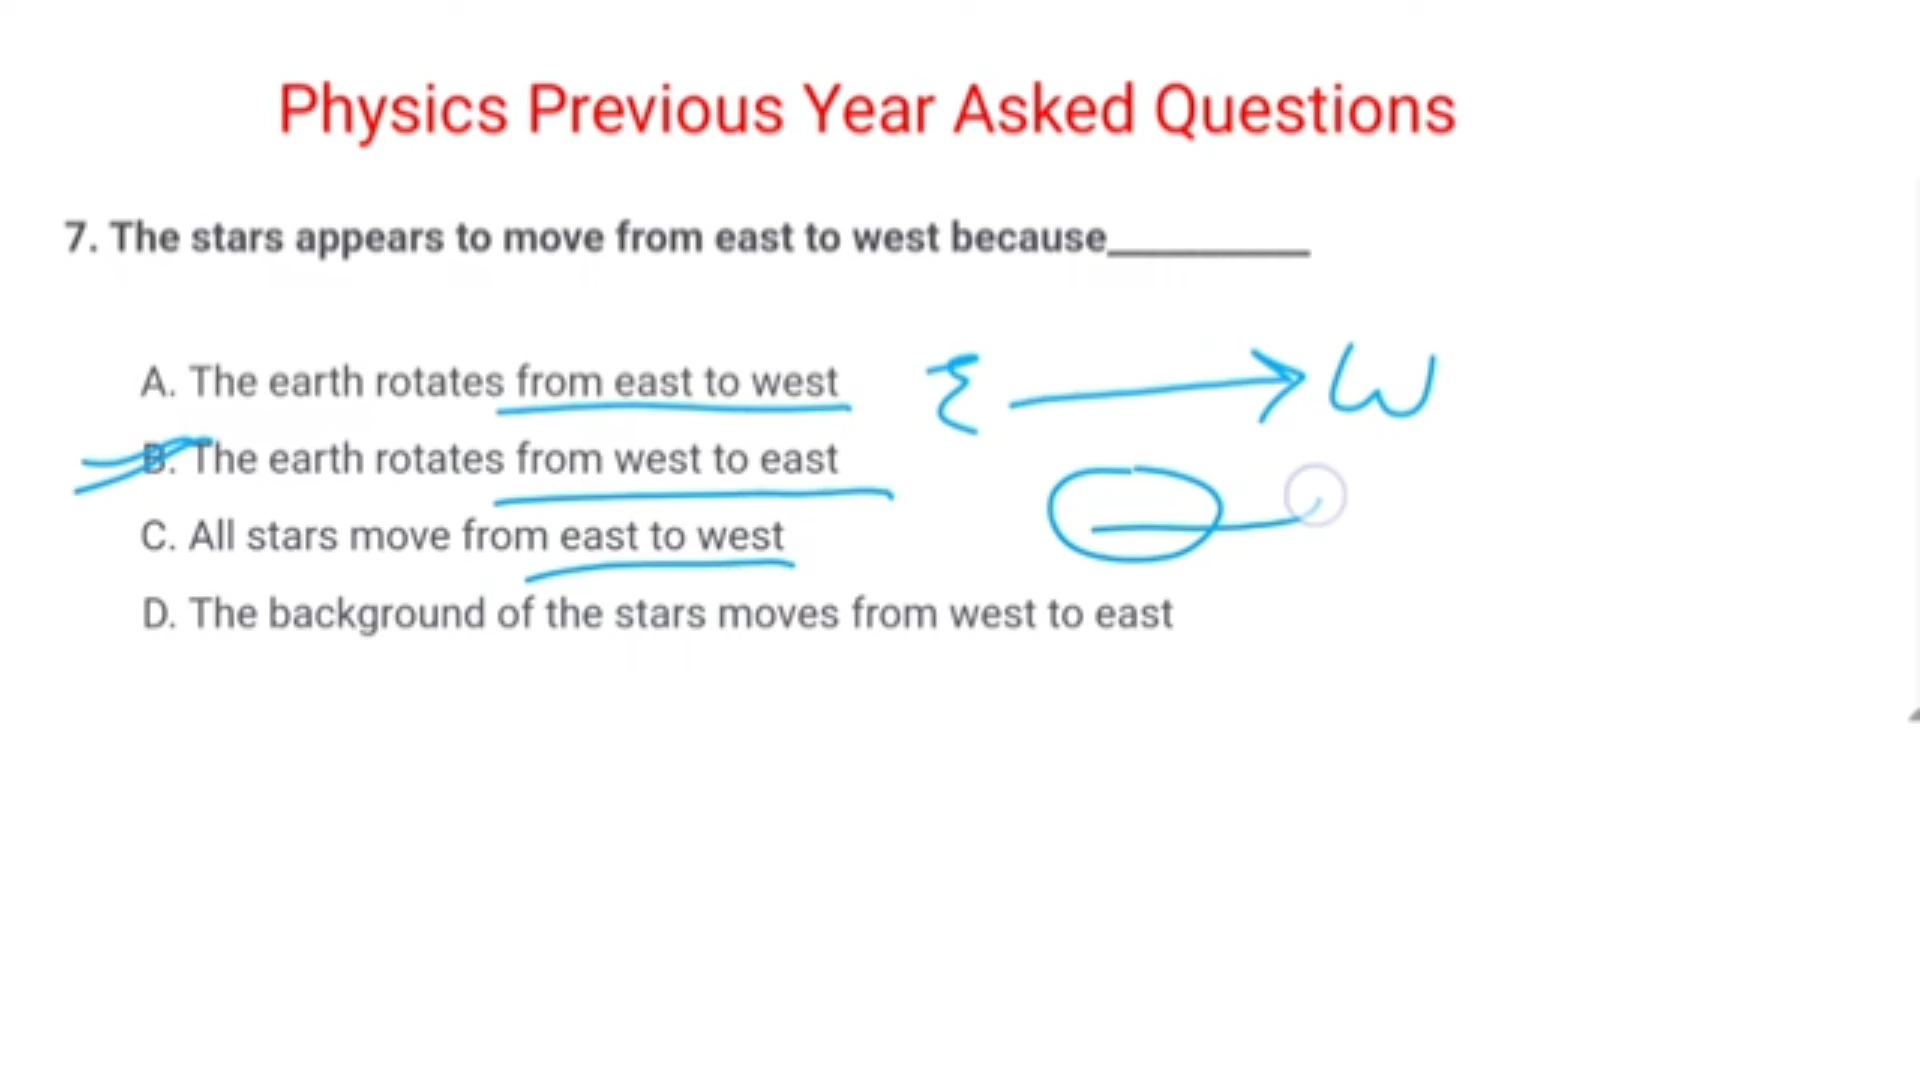 Physics Previous Year Asked Questions
7. The stars appears to move from east to west because__________
A. The earth rotates from east to west
E → W
B. The earth rotates from west to east
C. All stars move from east to west
D. The background of the stars moves from west to east